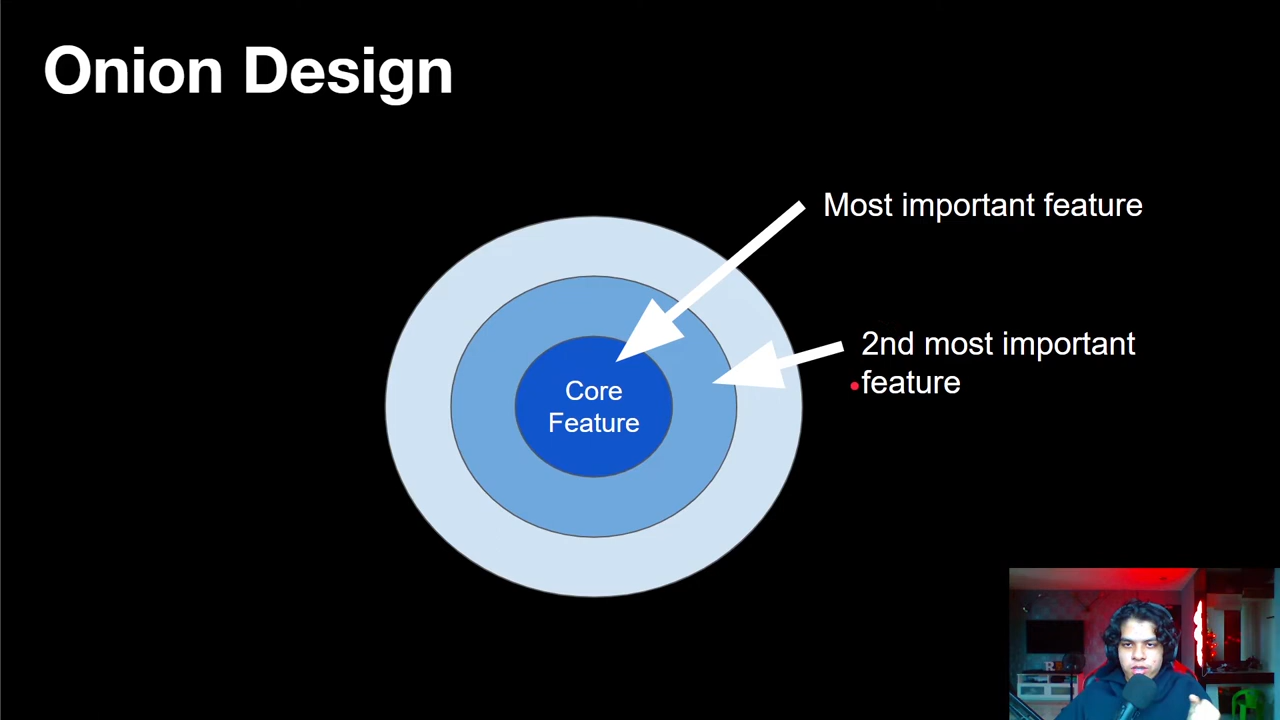 Onion Design
Most important feature
2nd most important
feature
Core
Feature